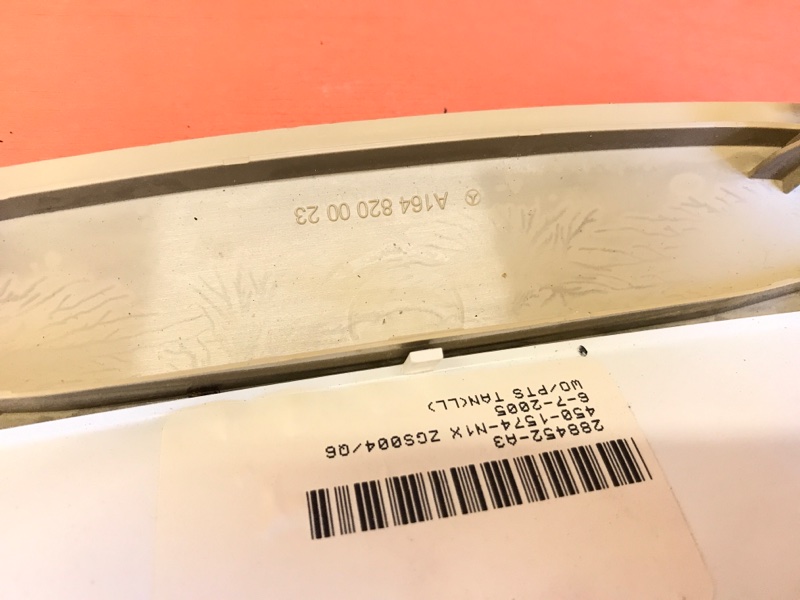 A164 820 00 23
288452-A3
450-1574-N1X ZGS004/Q6
6-7-2005
WO/PTS TAN(LL)